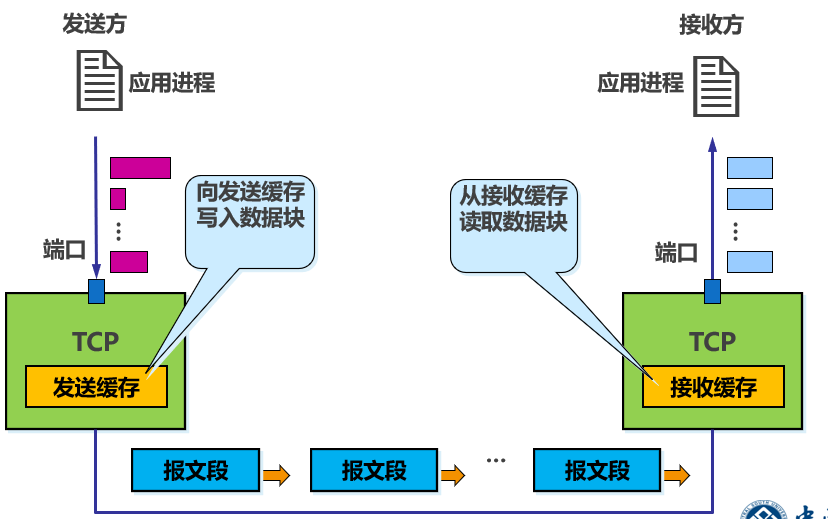 发送方
接收方
应用进程
应用进程
向发送缓存
写入数据块
从接收缓存
读取数据块
⋮
⋮
端口
端口
TCP
TCP
发送缓存
接收缓存
报文段
报文段
…
报文段